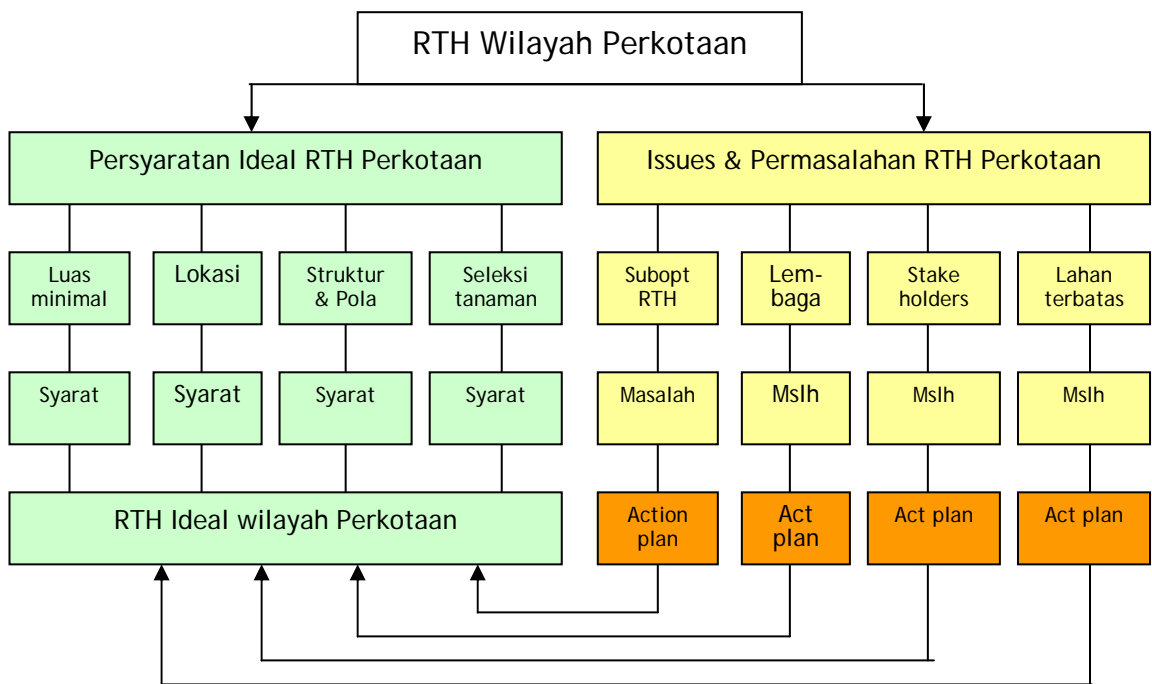 RTH Wilayah Perkotaan
Persyaratan Ideal RTH Perkotaan
Issues & Permasalahan RTH Perkotaan
Luas
minimal
Lokasi
Struktur
& Pola
Seleksi
tanaman
Subopt
RTH
Lem-
baga
Stake
holders
Lahan
terbatas
Syarat
Syarat
Syarat
Syarat
Masalah
Mslh
Mslh
Mslh
RTH Ideal wilayah Perkotaan
Action
plan
Act
plan
Act plan
Act plan